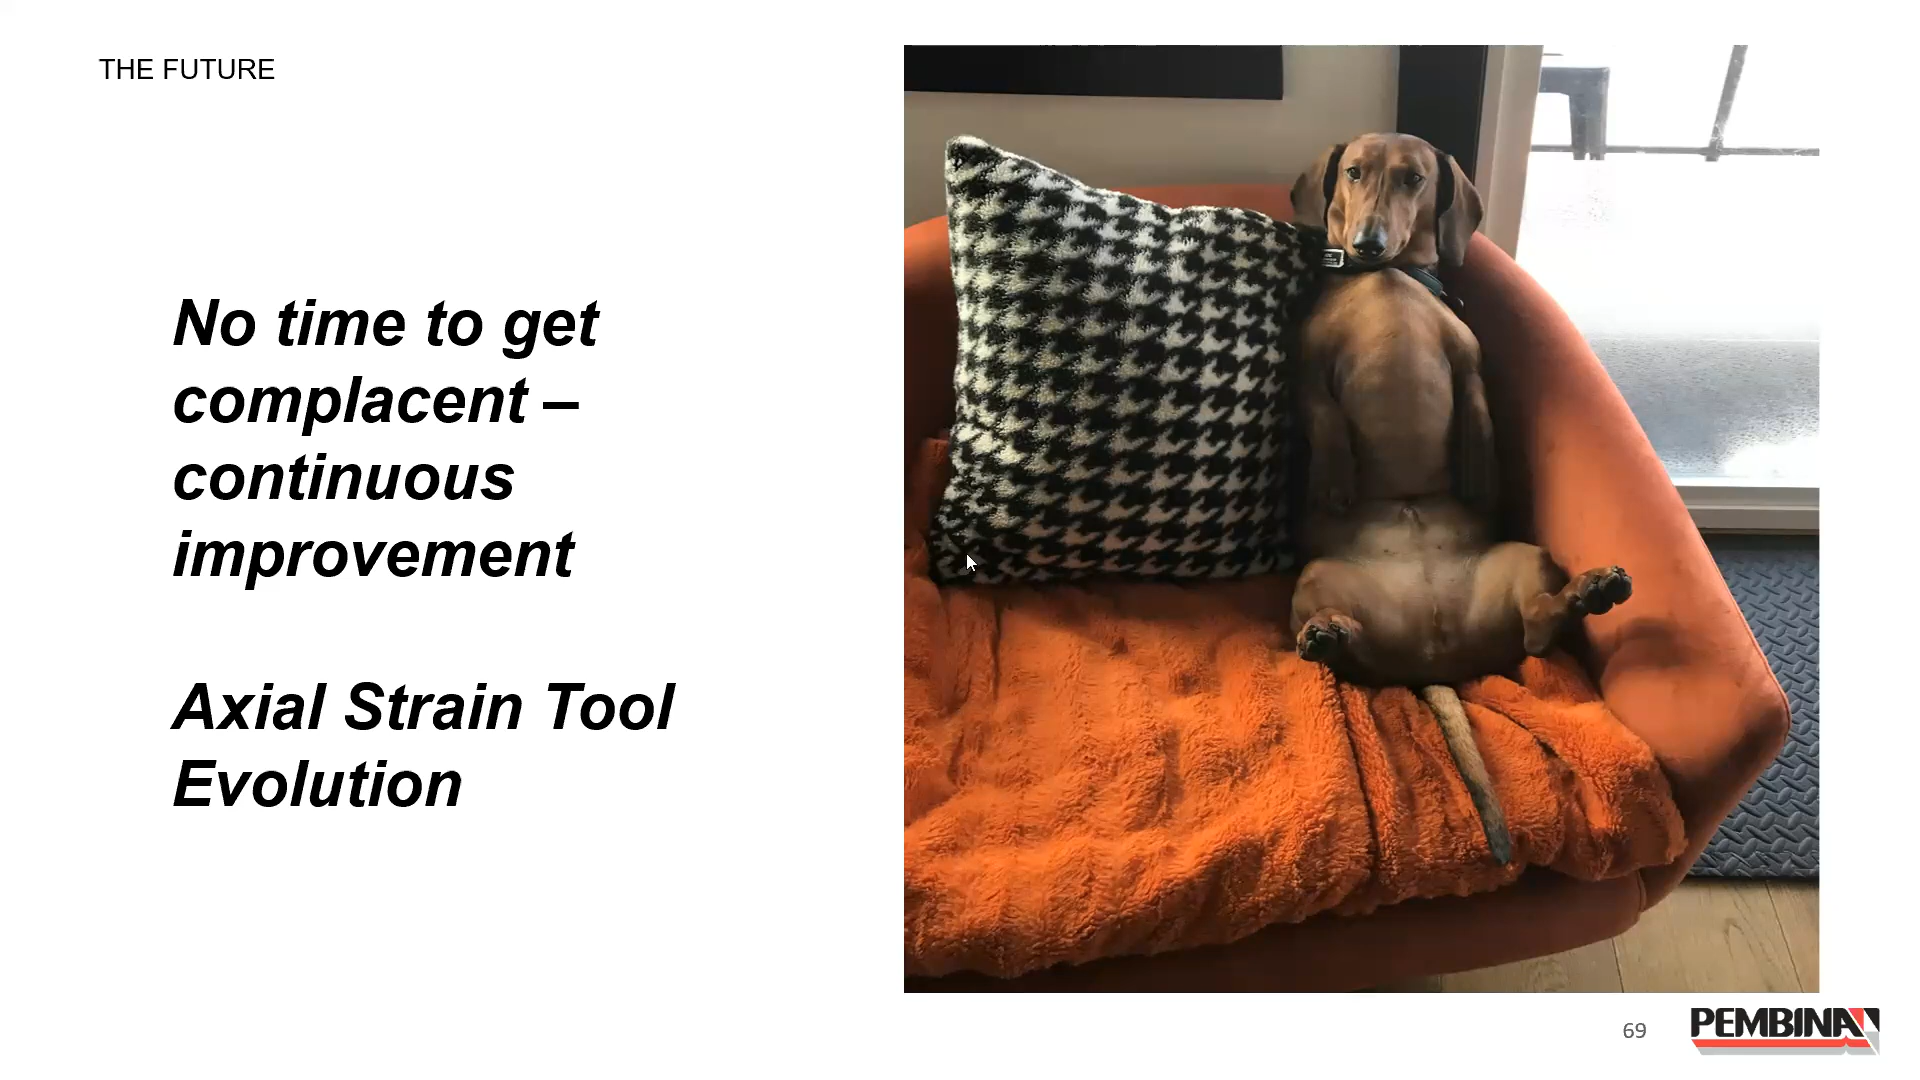 THE FUTURE
No time to get
complacent –
continuous
improvement
Axial Strain Tool
Evolution
69
PEMBINA